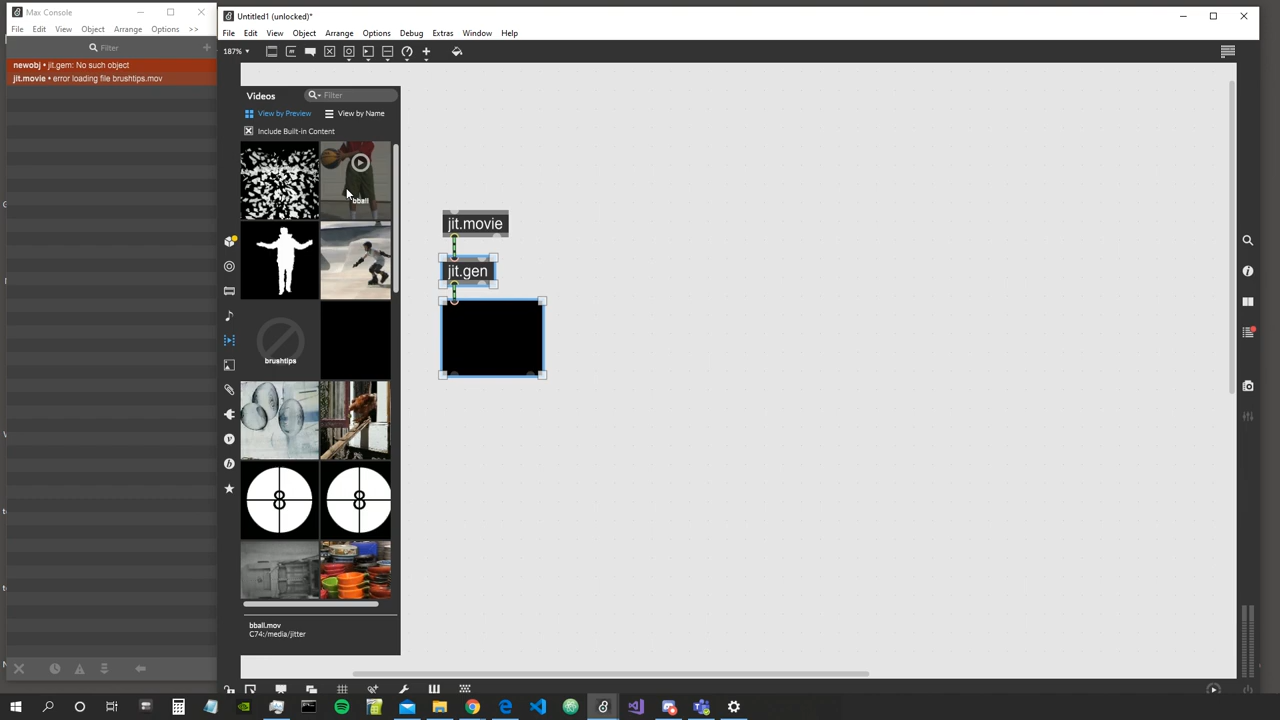 Max Console
File Edit View Object Arrange Options >>
Filter
newobj • jit.gem: No such object
jit.movie • error loading file brushtips.mov
Untitled1 (unlocked)*
File Edit View Object Arrange Options Debug Extras Window Help
187%
Videos
Filter
View by Preview
View by Name
Include Built-in Content
bball
brushtips
8
8
bball.mov
C74:/media/jitter
jit.movie
jit.gen